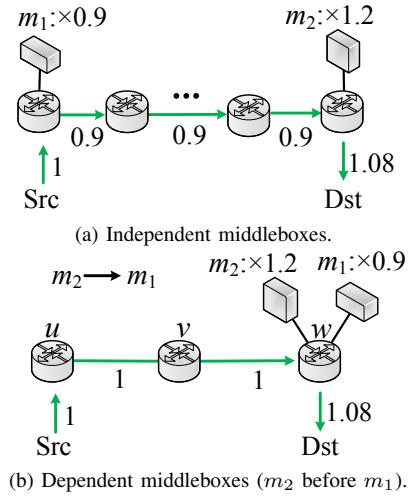 m₁:×0.9
m₂:×1.2
...
0.9 0.9 0.9
1 1.08
Src Dst
(a) Independent middleboxes.
m₂ → m₁ m₂:×1.2 m₁:×0.9
u v w
1 1
1 1.08
Src Dst
(b) Dependent middleboxes (m₂ before m₁).